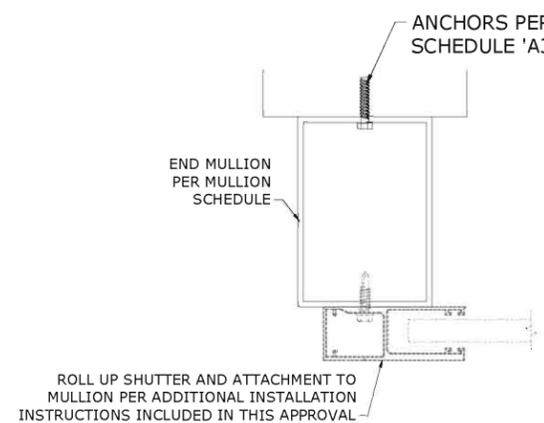 ANCHORS PER
SCHEDULE 'A3
END MULLION
PER MULLION
SCHEDULE
ROLL UP SHUTTER AND ATTACHMENT TO
MULLION PER ADDITIONAL INSTALLATION
INSTRUCTIONS INCLUDED IN THIS APPROVAL